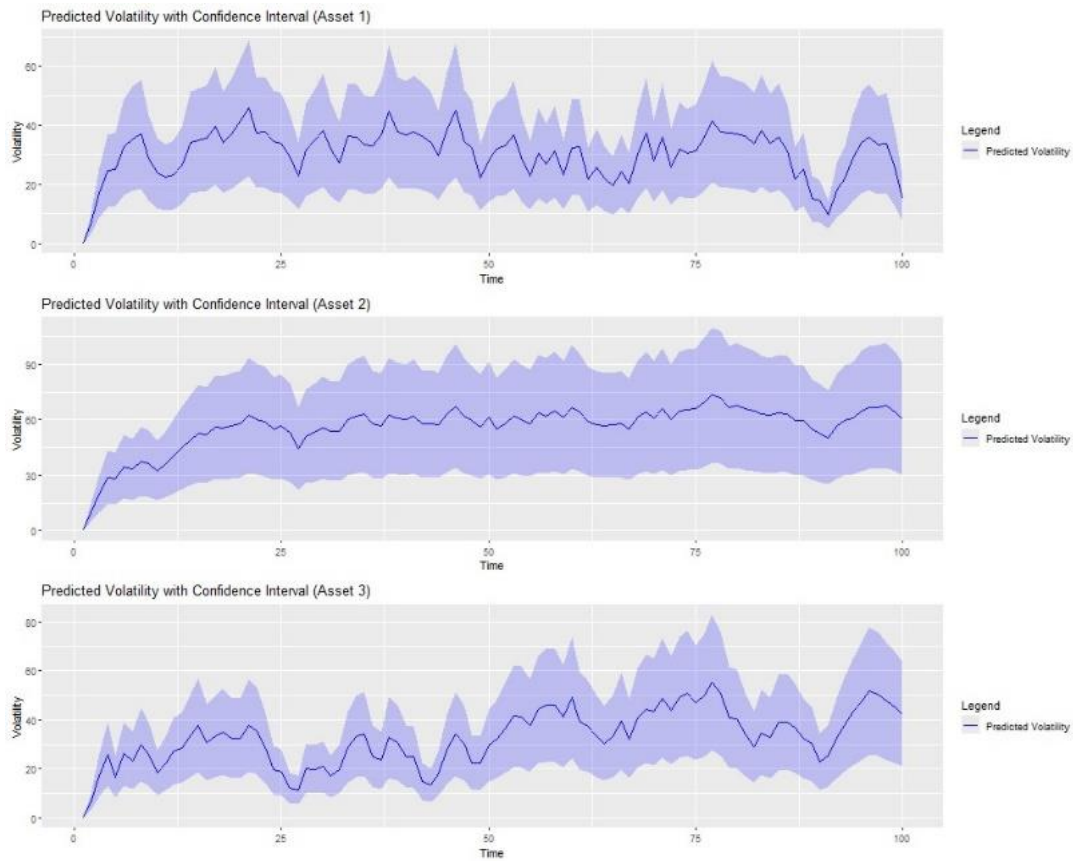 Predicted Volatility with Confidence Interval (Asset 1)
60
40
20
0
Volatility
0 25 50 75 100
Time
Legend
Predicted Volatility
Predicted Volatility with Confidence Interval (Asset 2)
90
60
30
0
Volatility
0 25 50 75 100
Time
Legend
Predicted Volatility
Predicted Volatility with Confidence Interval (Asset 3)
80
60
40
20
0
Volatility
0 25 50 75 100
Time
Legend
Predicted Volatility